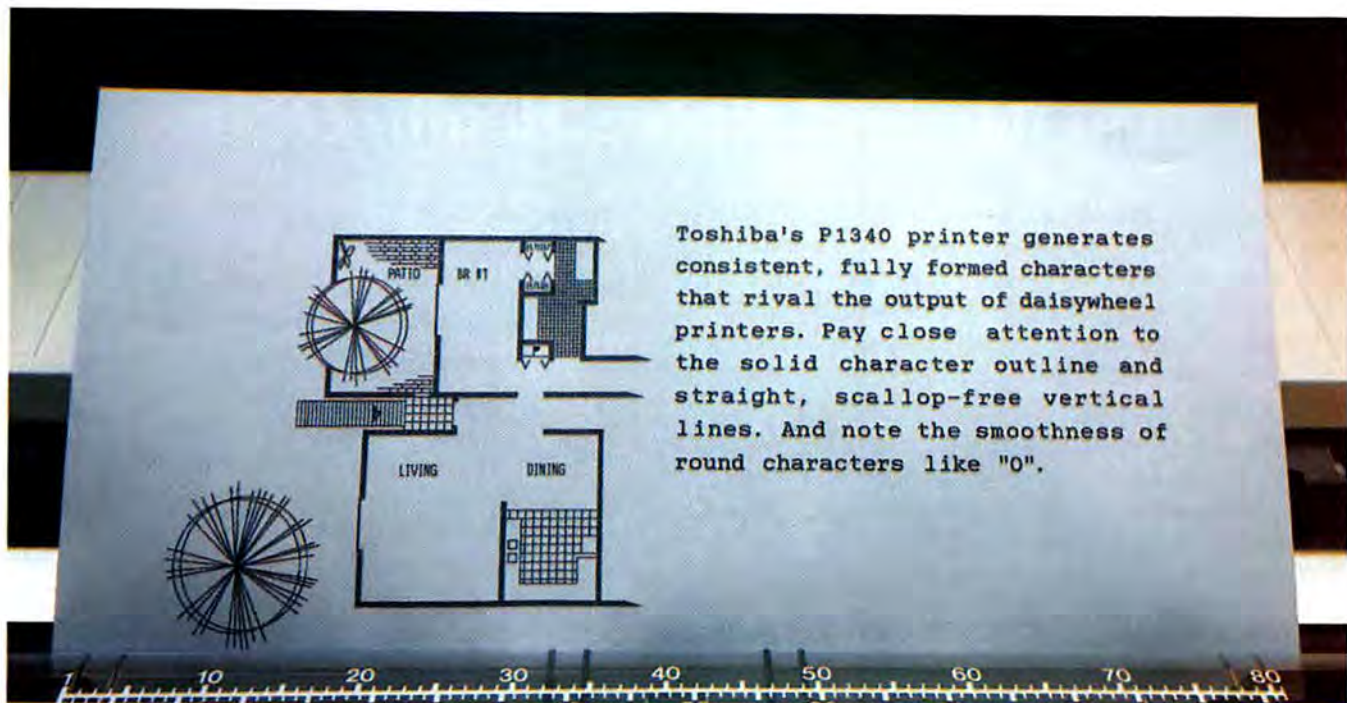 Toshiba's P1340 printer generates
consistent, fully formed characters
that rival the output of daisywheel
printers. Pay close attention to
the solid character outline and
straight, scallop-free vertical
lines. And note the smoothness of
round characters like "O".
PATIO BR #1
P
LIVING DINING
1 10 20 30 40 50 60 70 80